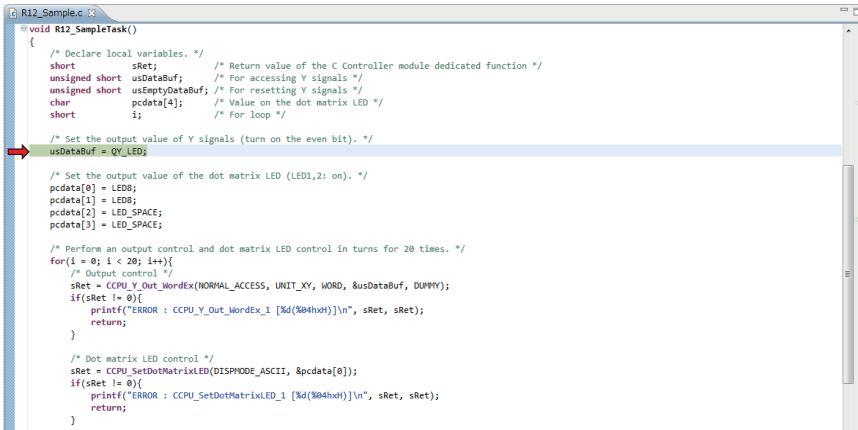 R12_Sample.c
void R12_SampleTask()
{
/* Declare local variables. */
short sRet; /* Return value of the C Controller module dedicated function */
unsigned short usDataBuf; /* For accessing Y signals */
unsigned short usEmptyDataBuf; /* For resetting Y signals */
char pcdata[4]; /* Value on the dot matrix LED */
short i; /* For loop */
/* Set the output value of Y signals (turn on the even bit). */
usDataBuf = QY_LED;
/* Set the output value of the dot matrix LED (LED1,2: on). */
pcdata[0] = LED8;
pcdata[1] = LED8;
pcdata[2] = LED_SPACE;
pcdata[3] = LED_SPACE;
/* Perform an output control and dot matrix LED control in turns for 20 times. */
for(i = 0; i < 20; i++){
/* Output control */
sRet = CCPU_Y_Out_WordEx(NORMAL_ACCESS, UNIT_XY, WORD, &usDataBuf, DUMMY);
if(sRet != 0){
printf("ERROR : CCPU_Y_Out_WordEx_1 [%d(%04hxH)]\n", sRet, sRet);
return;
}
/* Dot matrix LED control */
sRet = CCPU_SetDotMatrixLED(DISPMODE_ASCII, &pcdata[0]);
if(sRet != 0){
printf("ERROR : CCPU_SetDotMatrixLED_1 [%d(%04hxH)]\n", sRet, sRet);
return;
}